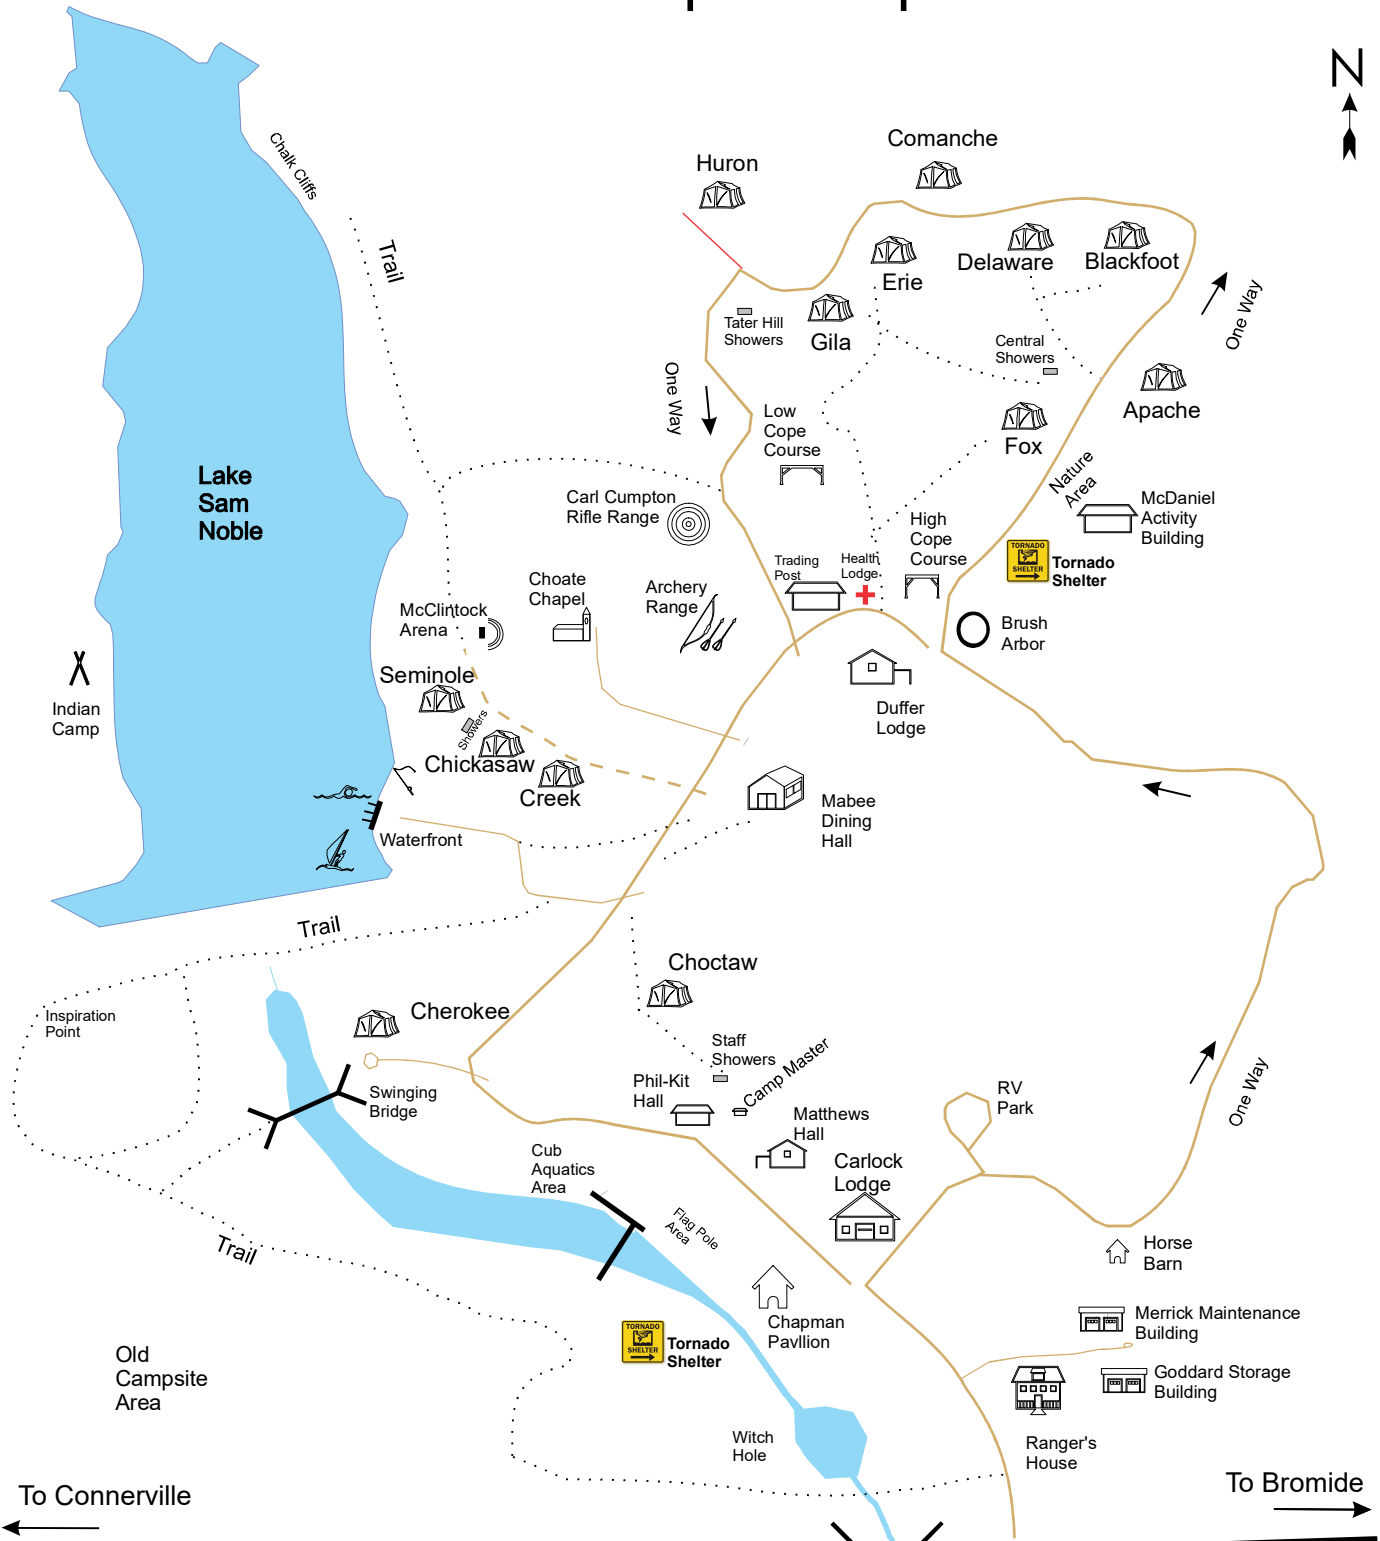 N
Comanche
Huron
Chalk Cliffs
Trail
Erie
Delaware
Blackfoot
One Way
Tater Hill
Showers
Gila
Central
Showers
One Way
Apache
Low
Cope
Course
Fox
Lake
Sam
Noble
Nature
Area
Carl Cumpton
Rifle Range
McDaniel
Activity
Building
High
Cope
Course
TORNADO
SHELTER
Tornado
Shelter
Trading
Post
Health
Lodge
Choate
Chapel
Archery
Range
McClintock
Arena
Brush
Arbor
Seminole
Showers
Indian
Camp
Duffer
Lodge
Chickasaw
Creek
Mabee
Dining
Hall
Waterfront
Trail
Choctaw
Cherokee
Inspiration
Point
Staff
Showers
Camp Master
Phil-Kit
Hall
Swinging
Bridge
RV
Park
One Way
Matthews
Hall
Cub
Aquatics
Area
Carlock
Lodge
Flag Pole
Area
Trail
Horse
Barn
Chapman
Pavllion
Merrick Maintenance
Building
TORNADO
SHELTER
Tornado
Shelter
Old
Campsite
Area
Goddard Storage
Building
Witch
Hole
Ranger's
House
To Connerville
To Bromide